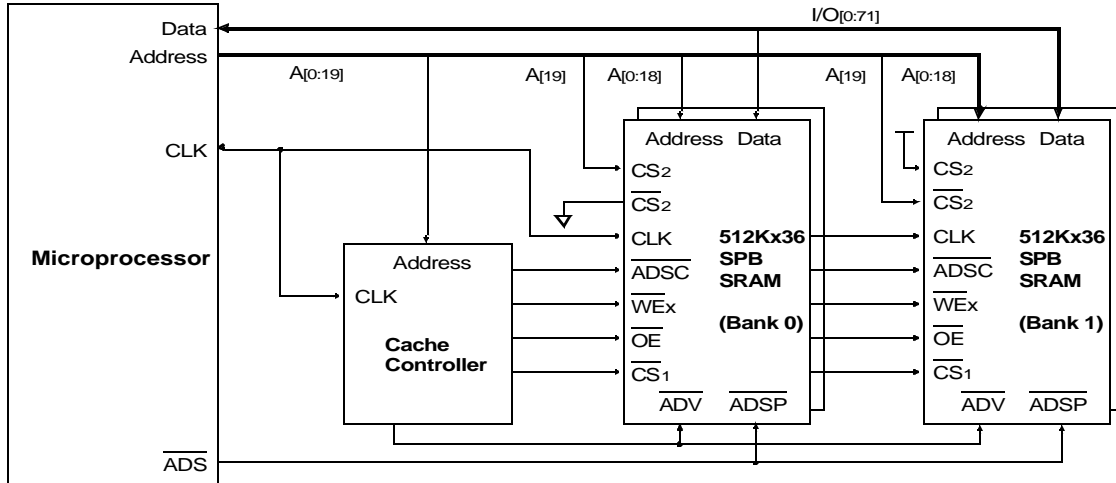 I/O[0:71]
Data
Address
A[0:19]
A[19]
A[0:18]
A[19]
A[0:18]
Address Data
Address Data
CLK
CS2
CS2
CS2
CS2
CLK
512Kx36
SPB
SRAM
(Bank 0)
CLK
512Kx36
SPB
SRAM
(Bank 1)
Microprocessor
Address
CLK
Cache
Controller
ADSC
WEx
OE
CS1
ADV ADSP
ADSC
WEx
OE
CS1
ADV ADSP
ADS